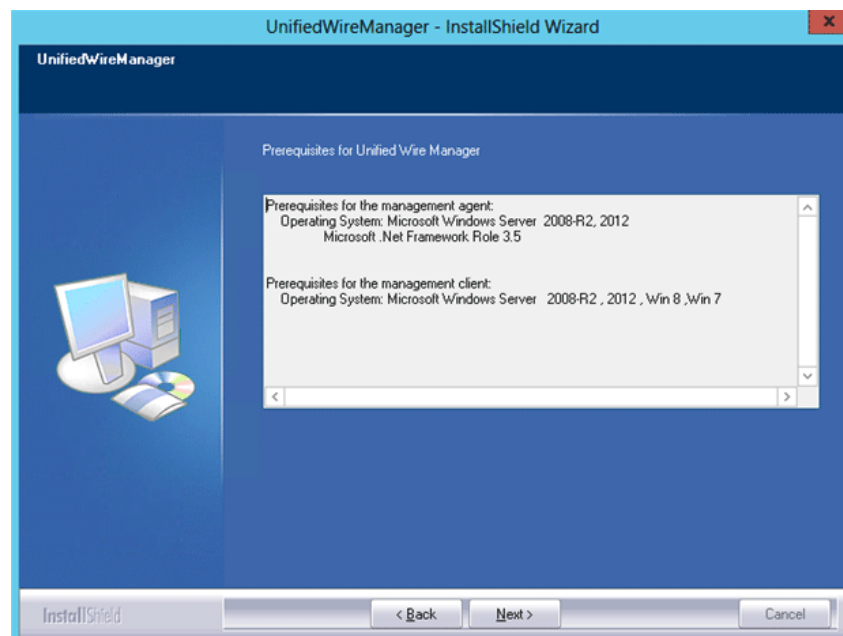 UnifiedWireManager - InstallShield Wizard
x
UnifiedWireManager
Prerequisites for Unified Wire Manager
Prerequisites for the management agent:
Operating System: Microsoft Windows Server 2008-R2, 2012
Microsoft .Net Framework Role 3.5
Prerequisites for the management client:
Operating System: Microsoft Windows Server 2008-R2 , 2012 , Win 8 ,Win 7
InstallShield
< Back
Next >
Cancel